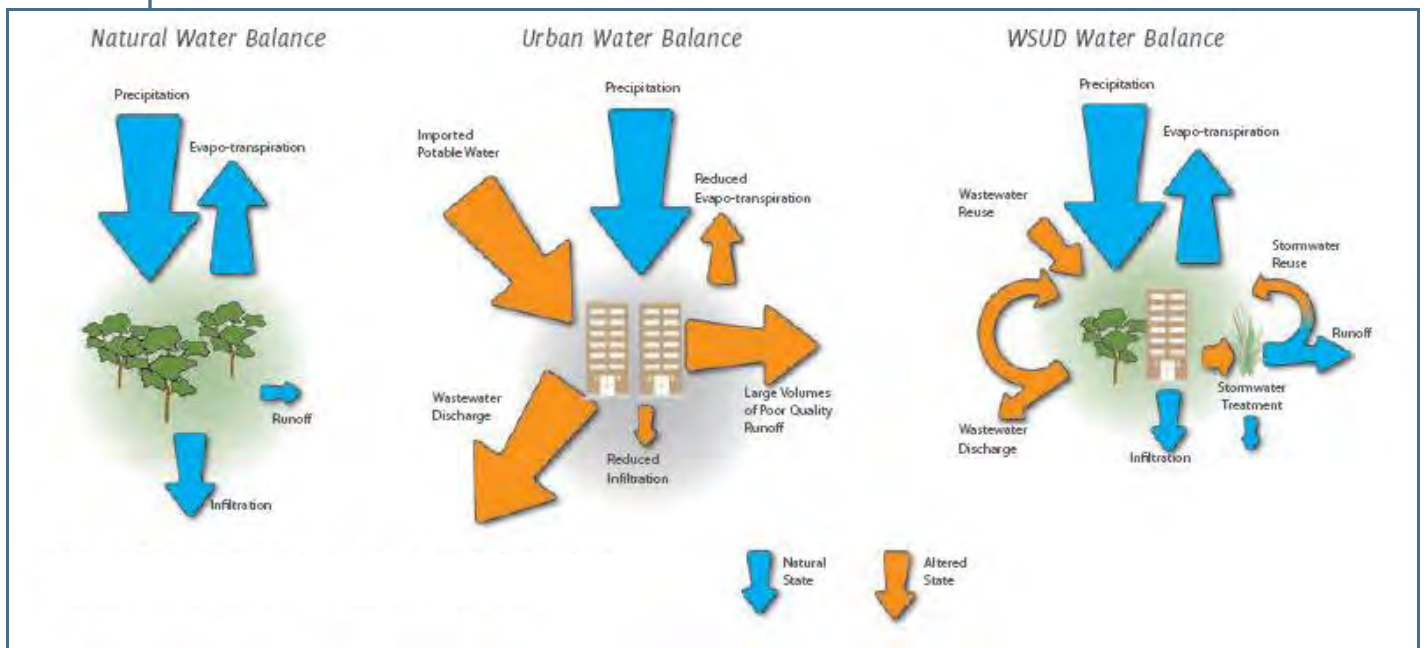 Natural Water Balance
Precipitation
Evapo-transpiration
Runoff
Infiltration
Urban Water Balance
Precipitation
Imported
Potable Water
Reduced
Evapo-transpiration
Wastewater
Discharge
Large Volumes
of Poor Quality
Runoff
Reduced
Infiltration
WSUD Water Balance
Precipitation
Evapo-transpiration
Wastewater
Reuse
Stormwater
Reuse
Runoff
Stormwater
Treatment
Wastewater
Discharge
Infiltration
Natural
State
Altered
State